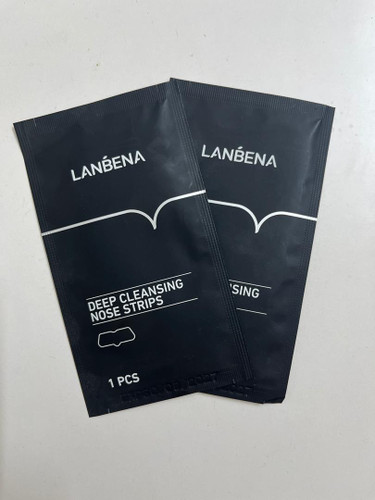 LANBENA
DEEP CLEANSING
NOSE STRIPS
1 PCS
LANBENA
SING